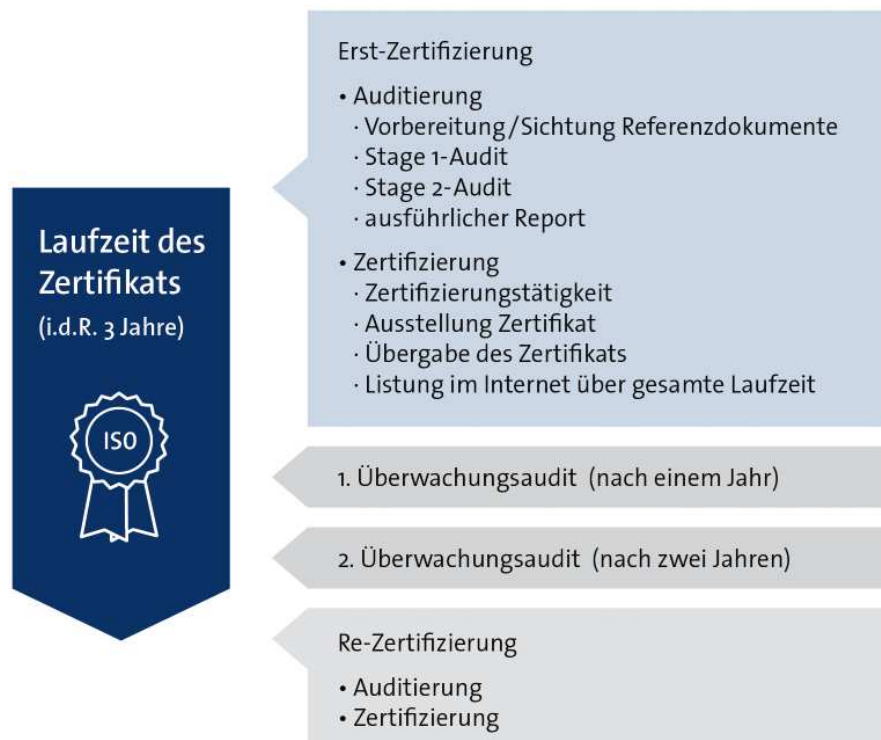 Laufzeit des
Zertifikats
(i.d.R. 3 Jahre)
ISO
Erst-Zertifizierung
• Auditierung
· Vorbereitung/Sichtung Referenzdokumente
· Stage 1-Audit
· Stage 2-Audit
· ausführlicher Report
• Zertifizierung
· Zertifizierungstätigkeit
· Ausstellung Zertifikat
· Übergabe des Zertifikats
· Listung im Internet über gesamte Laufzeit
1. Überwachungsaudit (nach einem Jahr)
2. Überwachungsaudit (nach zwei Jahren)
Re-Zertifizierung
• Auditierung
• Zertifizierung